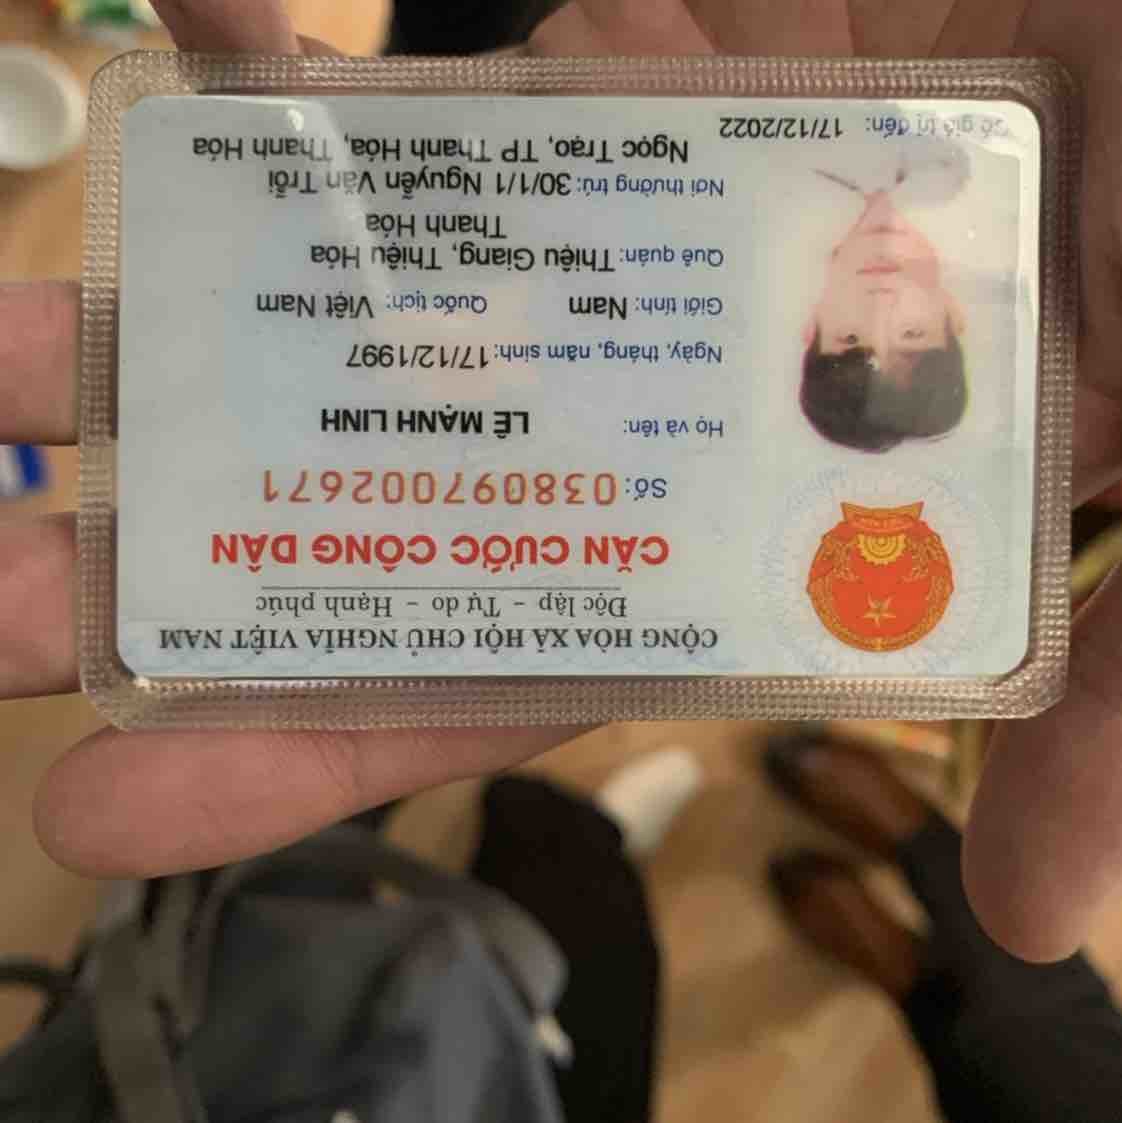 CỘNG HÒA XÃ HỘI CHỦ NGHĨA VIỆT NAM
Độc lập - Tự do - Hạnh phúc
CĂN CƯỚC CÔNG DÂN
Số: 038097002671
Họ và tên: LÊ MẠNH LINH
Ngày, tháng, năm sinh: 17/12/1997
Giới tính: Nam Quốc tịch: Việt Nam
Quê quán: Thiệu Giang, Thiệu Hóa
Thanh Hóa
Nơi thường trú: 30/1/1 Nguyễn Văn Trỗi
Ngọc Trạo, TP Thanh Hóa, Thanh Hóa
Có giá trị đến: 17/12/2022